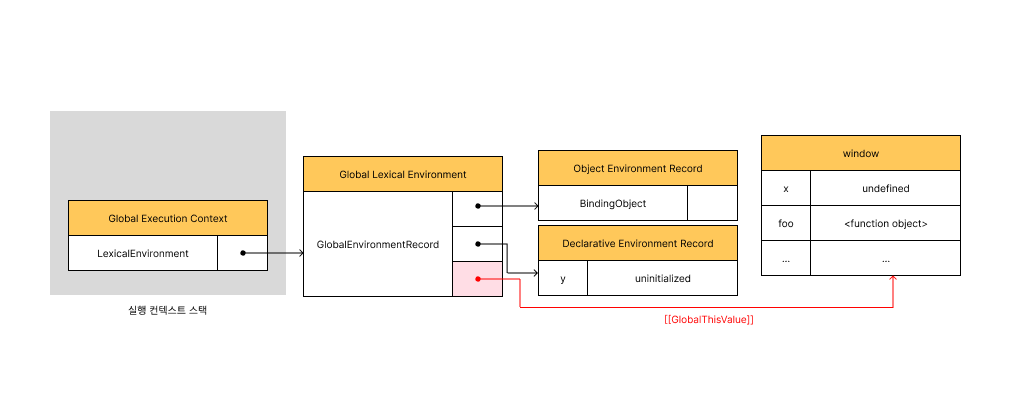 Global Execution Context
LexicalEnvironment
실행 컨텍스트 스택
Global Lexical Environment
GlobalEnvironmentRecord
Object Environment Record
BindingObject
Declarative Environment Record
y uninitialized
window
x undefined
foo <function object>
... ...
[[GlobalThisValue]]